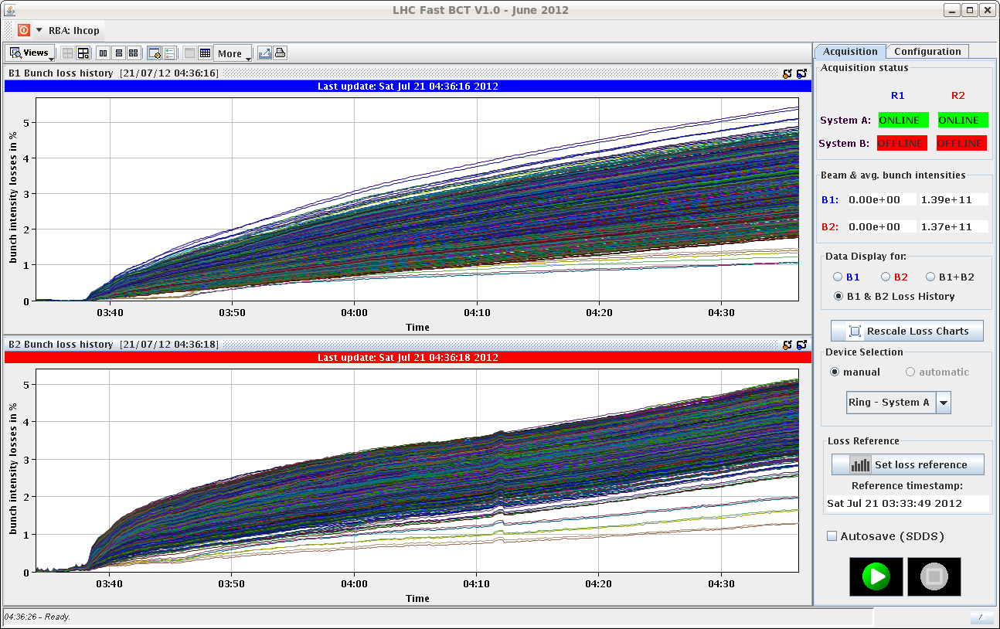 LHC Fast BCT V1.0 - June 2012
RBA: lhcop
Views More
Acquisition Configuration
B1 Bunch loss history [21/07/12 04:36:16]
Last update: Sat Jul 21 04:36:16 2012
bunch intensity losses in %
5
4
3
2
1
0
03:40 03:50 04:00 04:10 04:20 04:30
Time
B2 Bunch loss history [21/07/12 04:36:18]
Last update: Sat Jul 21 04:36:18 2012
bunch intensity losses in %
5
4
3
2
1
0
03:40 03:50 04:00 04:10 04:20 04:30
Time
Acquisition status
R1 R2
System A: ONLINE ONLINE
System B: OFFLINE OFFLINE
Beam & avg. bunch intensities
B1: 0.00e+00 1.39e+11
B2: 0.00e+00 1.37e+11
Data Display for:
B1 B2 B1+B2
B1 & B2 Loss History
Rescale Loss Charts
Device Selection
manual automatic
Ring - System A
Loss Reference
Set loss reference
Reference timestamp:
Sat Jul 21 03:33:49 2012
Autosave (SDDS)
04:36:26 - Ready.